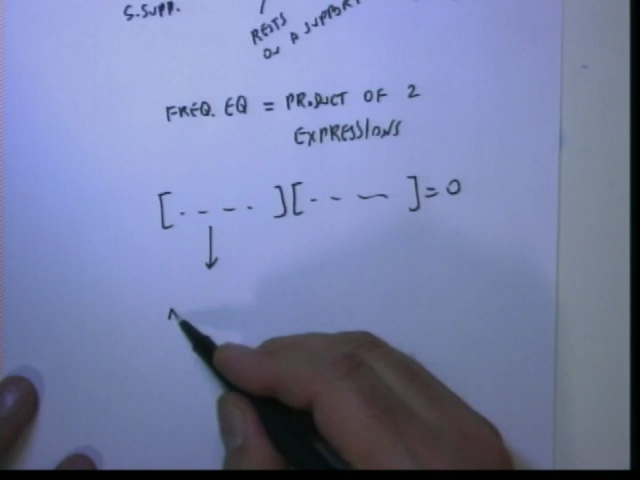 S.SUPP.
RESTS
ON A SUPPORT
FREQ. EQ = PRODUCT OF 2
EXPRESSIONS
[. - - . ][. - - — ] = 0